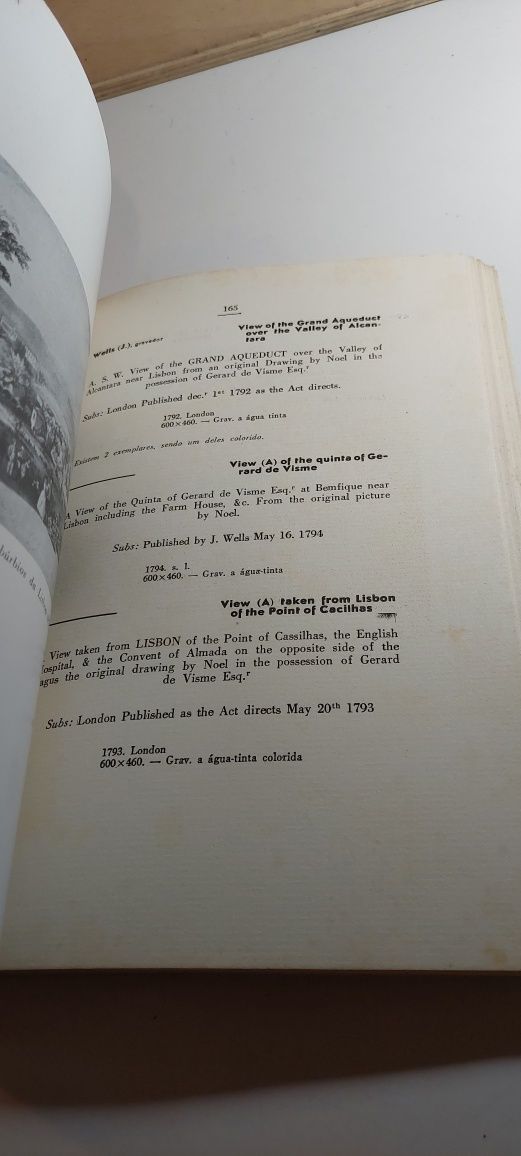 165
Wells (J.), gravador
View of the Grand Aqueduct
over the Valley of Alcan-
tara
A. S. W. View of the GRAND AQUEDUCT over the Valley of
Alcantara near Lisbon from an original Drawing by Noel in the
possession of Gerard de Visme Esq.r
Subs: London Published dec.r 1st 1792 as the Act directs.
1792. London
600×460. — Grav. a água tinta
Existem 2 exemplares, sendo um deles colorido.
View (A) of the quinta of Ge-
rard de Visme
A View of the Quinta of Gerard de Visme Esq.r at Bemfique near
Lisbon including the Farm House, &c. From the original picture
by Noel.
Subs: Published by J. Wells May 16. 1794
1794. s. l.
600×460. — Grav. a água-tinta
View (A) taken from Lisbon
of the Point of Cacilhas
View taken from LISBON of the Point of Cassilhas, the English
ospital, & the Convent of Almada on the opposite side of the
agus the original drawing by Noel in the possession of Gerard
de Visme Esq.r
Subs: London Published as the Act directs May 20th 1793
1793. London
600×460. — Grav. a água-tinta colorida
búrbios de